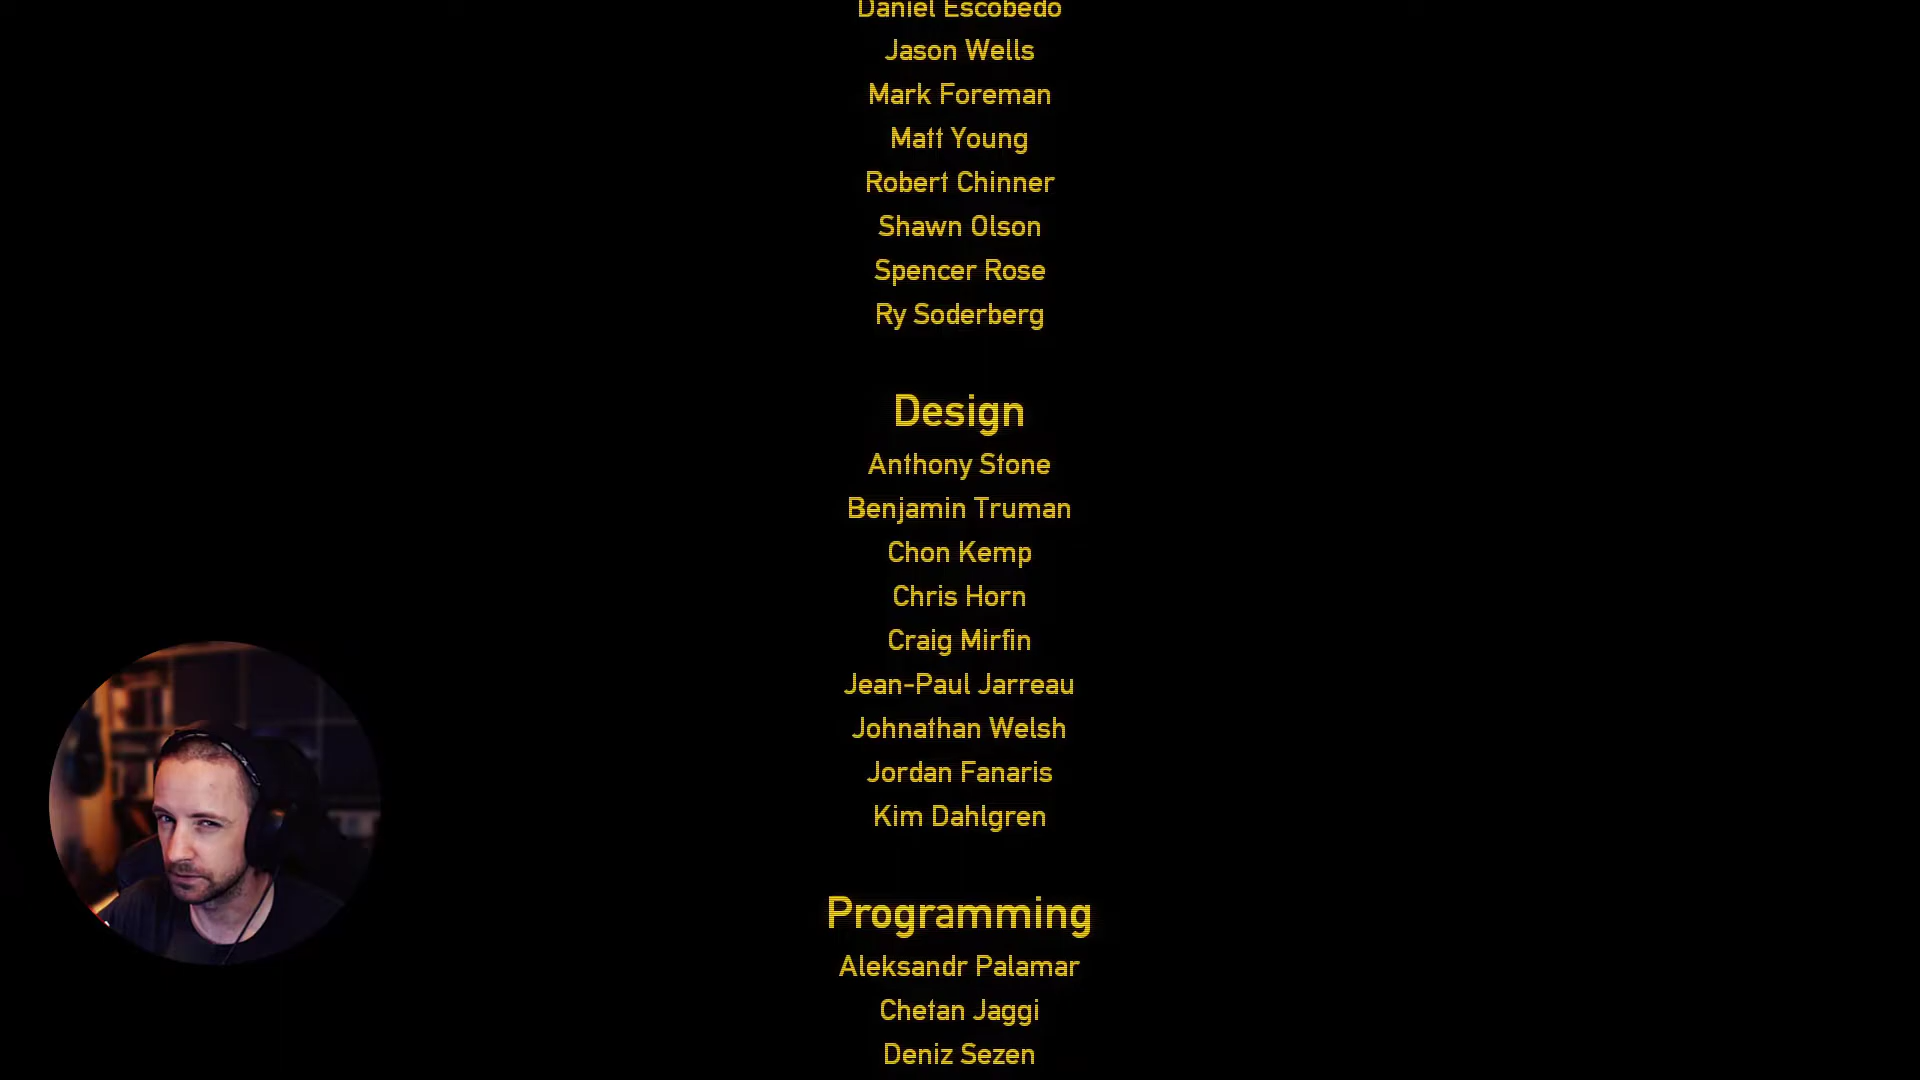 Daniel Escobedo
Jason Wells
Mark Foreman
Matt Young
Robert Chinner
Shawn Olson
Spencer Rose
Ry Soderberg
Design
Anthony Stone
Benjamin Truman
Chon Kemp
Chris Horn
Craig Mirfin
Jean-Paul Jarreau
Johnathan Welsh
Jordan Fanaris
Kim Dahlgren
Programming
Aleksandr Palamar
Chetan Jaggi
Deniz Sezen